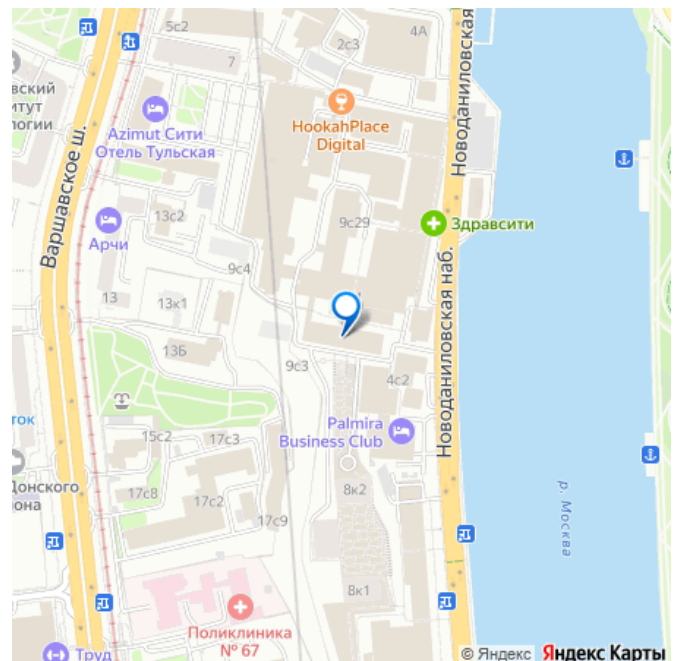 5с2
4А
2с3
7
вский
итут
ологии
HookahPlace
Digital
Azimut Сити
Отель Тульская
Новоданиловская
Варшавское ш.
13с2
9с29
Здравсити
Арчи
9с4
13
13к1
Новоданиловская наб.
13Б
9с3
4с2
ток
Palmira
Business Club
15с2
17с3
Донского
она
17с8
17с2
8к2
17с9
р. Москва
8к1
Поликлиника
№ 67
Труд
© Яндекс Яндекс Карты